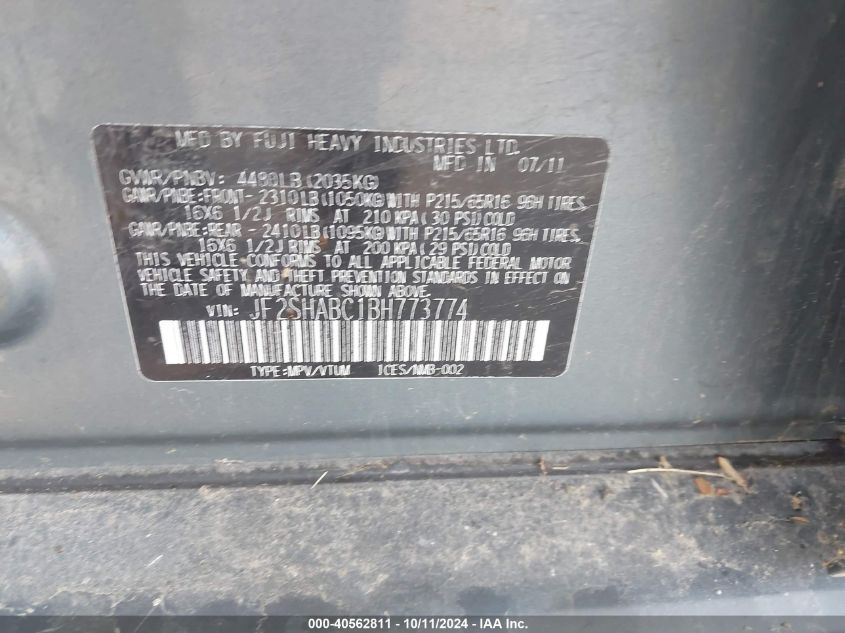 MFD BY FUJI HEAVY INDUSTRIES LTD.
MFD IN 07/11
GVWR/PNBV: 4480LB(2035KG)
GAWR/PNBE:FRONT-2310LB(1050KG)WITH P215/65R16 96H TIRES,
16X6 1/2J RIMS AT 210 KPA(30 PSI)COLD
GAWR/PNBE:REAR -2410LB(1095KG)WITH P215/65R16 96H TIRES,
16X6 1/2J RIMS AT 200 KPA(29 PSI)COLD
THIS VEHICLE CONFORMS TO ALL APPLICABLE FEDERAL MOTOR
VEHICLE SAFETY AND THEFT PREVENTION STANDARDS IN EFFECT ON
THE DATE OF MANUFACTURE SHOWN ABOVE.
VIN: JF2SHABC1BH773774
TYPE:MPV/VTUM ICES/NMB-002
000-40562811 - 10/11/2024 - IAA Inc.